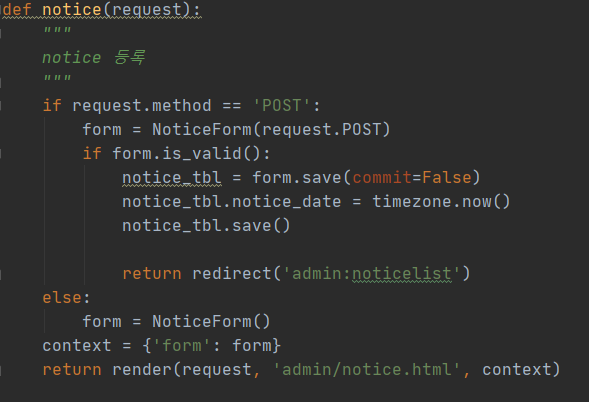 def notice(request):
    """
    notice 등록
    """
    if request.method == 'POST':
        form = NoticeForm(request.POST)
        if form.is_valid():
            notice_tbl = form.save(commit=False)
            notice_tbl.notice_date = timezone.now()
            notice_tbl.save()

            return redirect('admin:noticelist')
    else:
        form = NoticeForm()
    context = {'form': form}
    return render(request, 'admin/notice.html', context)